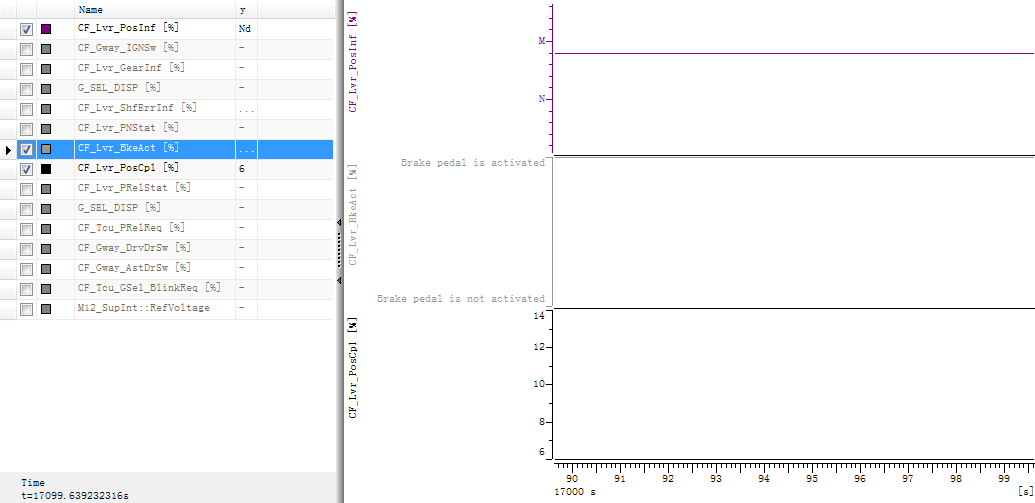 Name y
CF_Lvr_PosInf [%] Nd
CF_Gway_IGNSw [%] -
CF_Lvr_GearInf [%] -
G_SEL_DISP [%] -
CF_Lvr_ShfErrInf [%] ...
CF_Lvr_PNStat [%] -
CF_Lvr_BkeAct [%] ...
CF_Lvr_PosCpl [%] 6
CF_Lvr_PRelStat [%] -
G_SEL_DISP [%] -
CF_Tcu_PRelReq [%] -
CF_Gway_DrvDrSw [%] -
CF_Gway_AstDrSw [%] -
CF_Tcu_GSel_BlinkReq [%] -
M12_SupInt::RefVoltage -
Time
t=17099.639232316s
CF_Lvr_PosInf [%]
M
N
CF_Lvr_BkeAct [%]
Brake pedal is activated
Brake pedal is not activated
CF_Lvr_PosCpl [%]
14
12
10
8
6
90 91 92 93 94 95 96 97 98 99
17000 s [s]